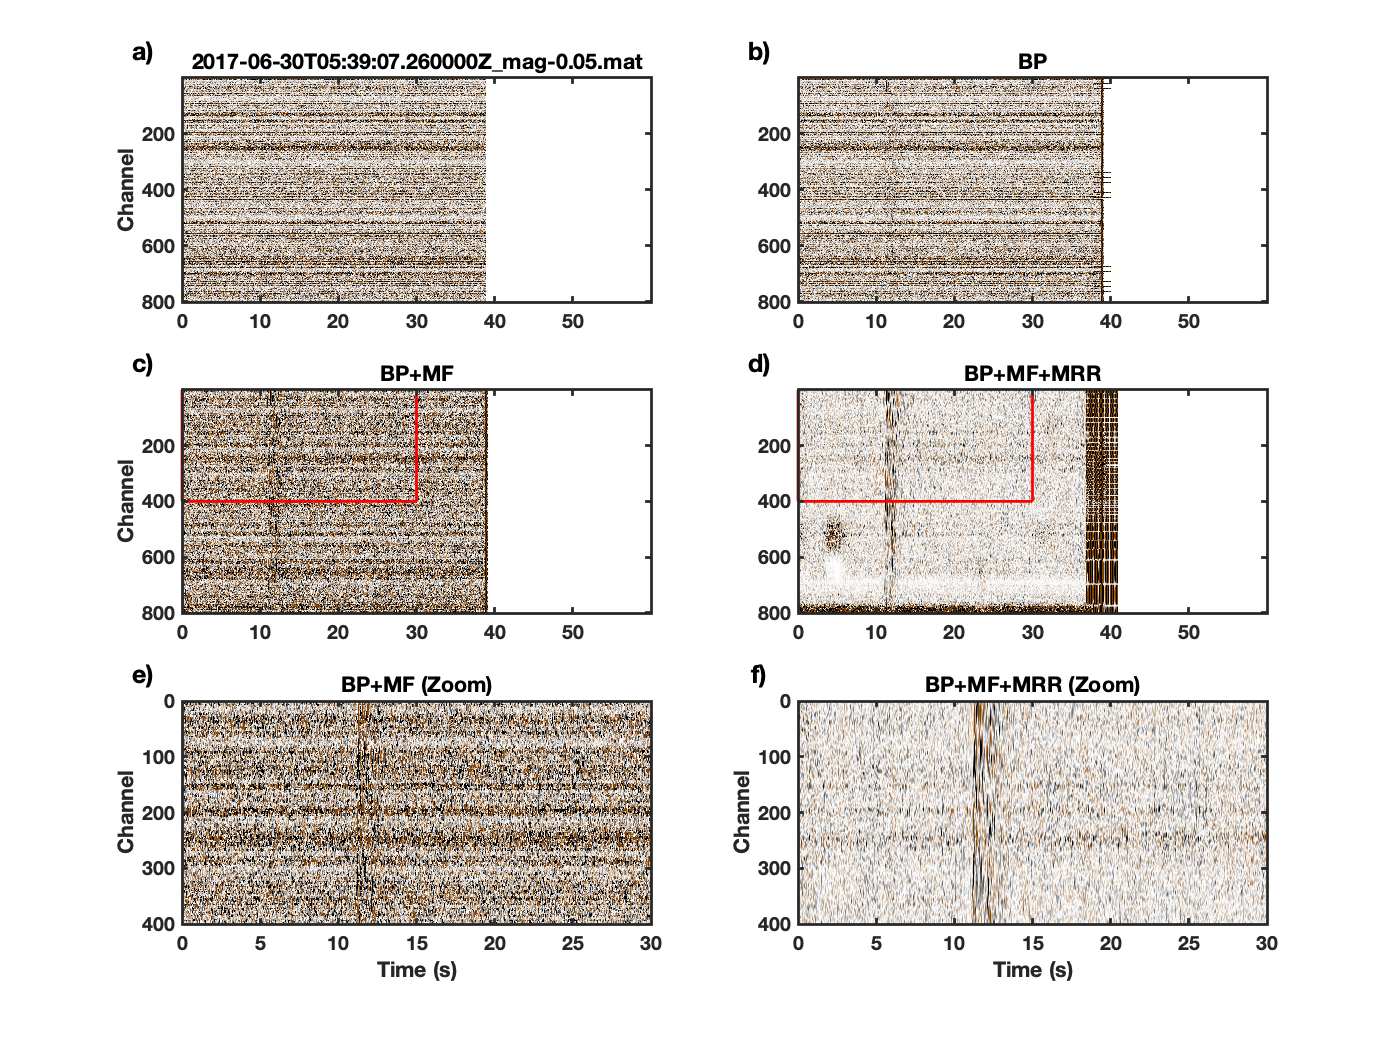 a)
2017-06-30T05:39:07.260000Z_mag-0.05.mat
Channel
200
400
600
800
0 10 20 30 40 50
b)
BP
200
400
600
800
0 10 20 30 40 50
c)
BP+MF
Channel
200
400
600
800
0 10 20 30 40 50
d)
BP+MF+MRR
200
400
600
800
0 10 20 30 40 50
e)
BP+MF (Zoom)
Channel
0
100
200
300
400
0 5 10 15 20 25 30
Time (s)
f)
BP+MF+MRR (Zoom)
Channel
0
100
200
300
400
0 5 10 15 20 25 30
Time (s)